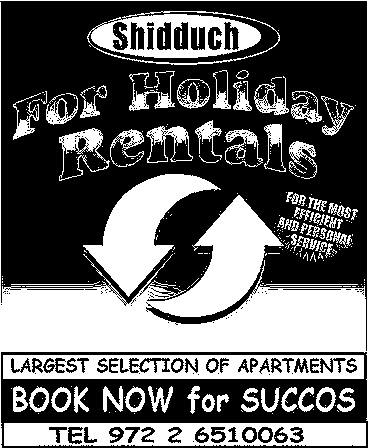 Shidduch
For Holiday
Rentals
FOR THE MOST
EFFICIENT
AND PERSONAL
SERVICE
LARGEST SELECTION OF APARTMENTS
BOOK NOW for SUCCOS
TEL 972 2 6510063